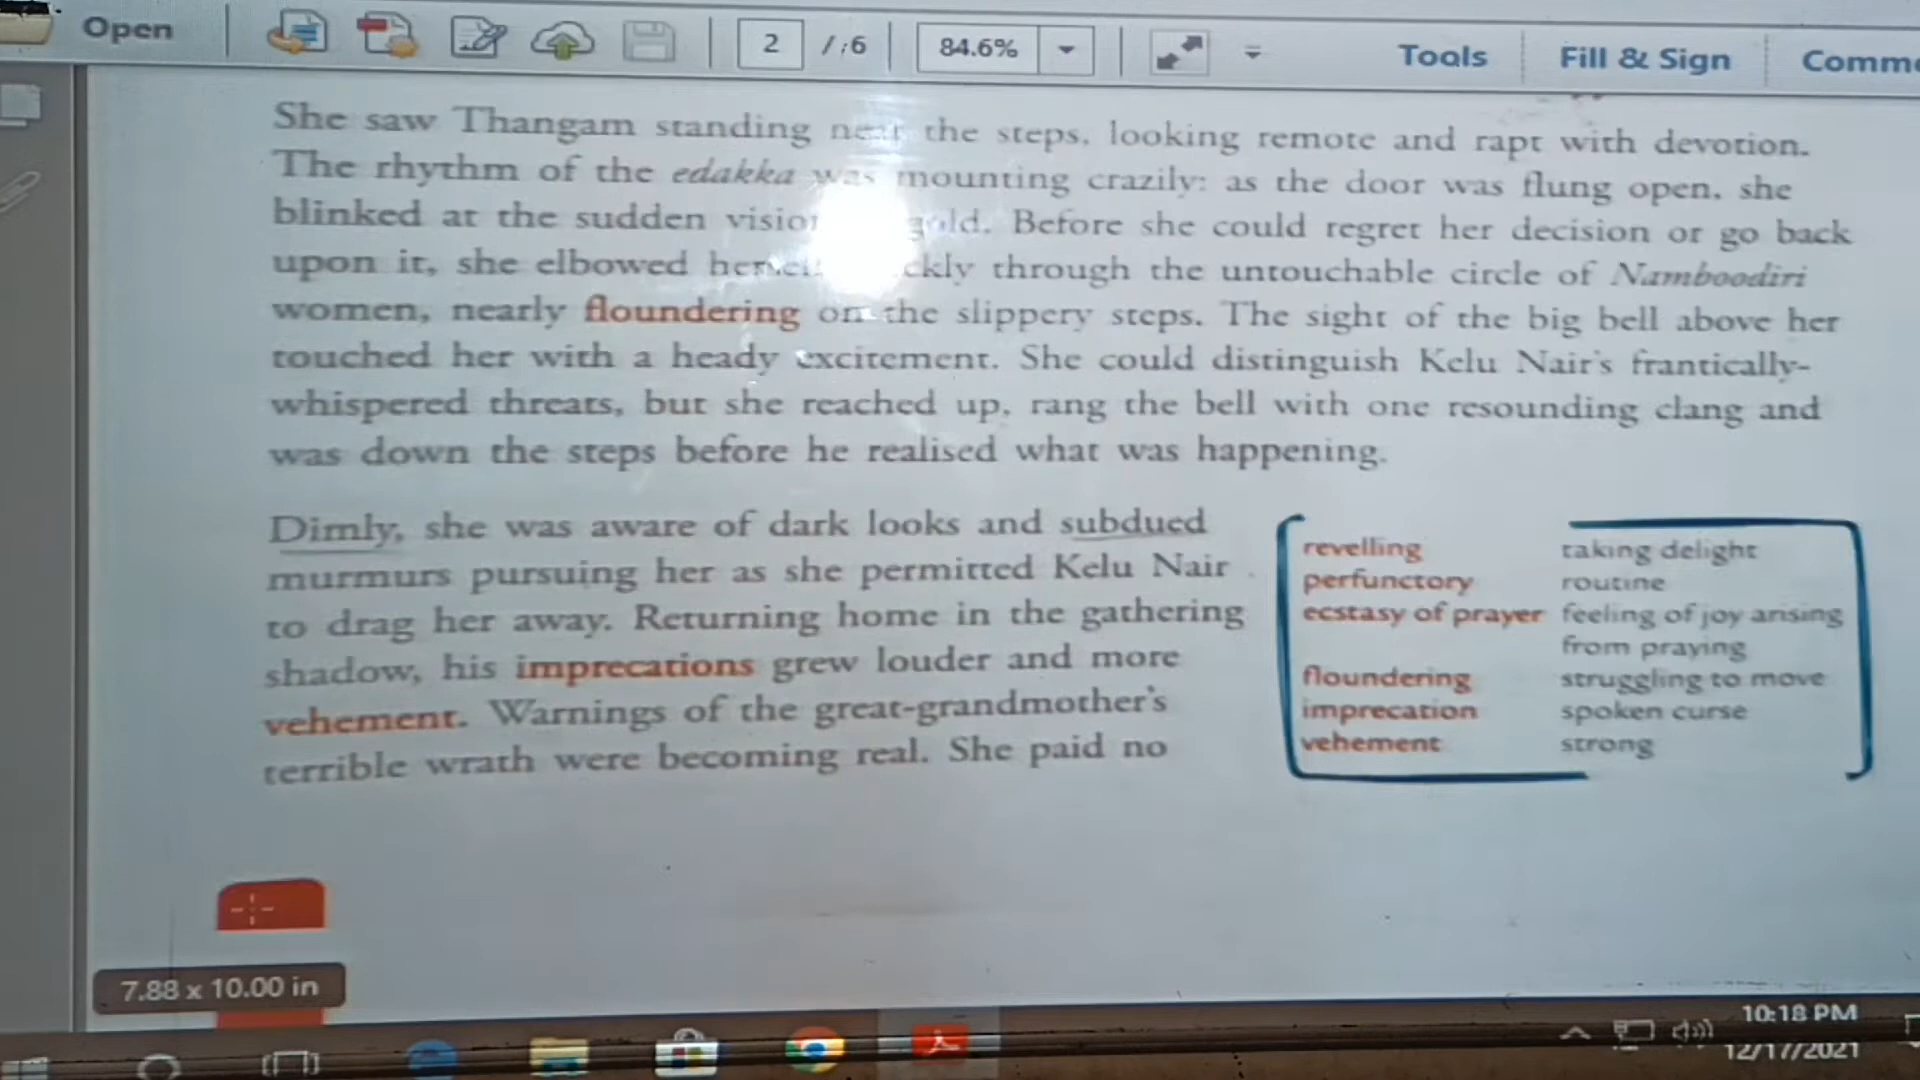 Open
2 / 6
84.6%
Tools
Fill & Sign
She saw Thangam standing near the steps, looking remote and rapt with devotion.
The rhythm of the edakka was mounting crazily: as the door was flung open, she
blinked at the sudden vision gold. Before she could regret her decision or go back
upon it, she elbowed through the untouchable circle of Namboodiri
women, nearly floundering on the slippery steps. The sight of the big bell above her
touched her with a heady excitement. She could distinguish Kelu Nair's frantically-
whispered threats, but she reached up, rang the bell with one resounding clang and
was down the steps before he realised what was happening.
Dimly, she was aware of dark looks and subdued
murmurs pursuing her as she permitted Kelu Nair
to drag her away. Returning home in the gathering
shadow, his imprecations grew louder and more
vehement. Warnings of the great-grandmother's
terrible wrath were becoming real. She paid no
revelling taking delight
perfunctory routine
ecstasy of prayer feeling of joy arising
from praying
floundering struggling to move
imprecation spoken curse
vehement strong
7.88 x 10.00 in
10:18 PM
12/17/2021